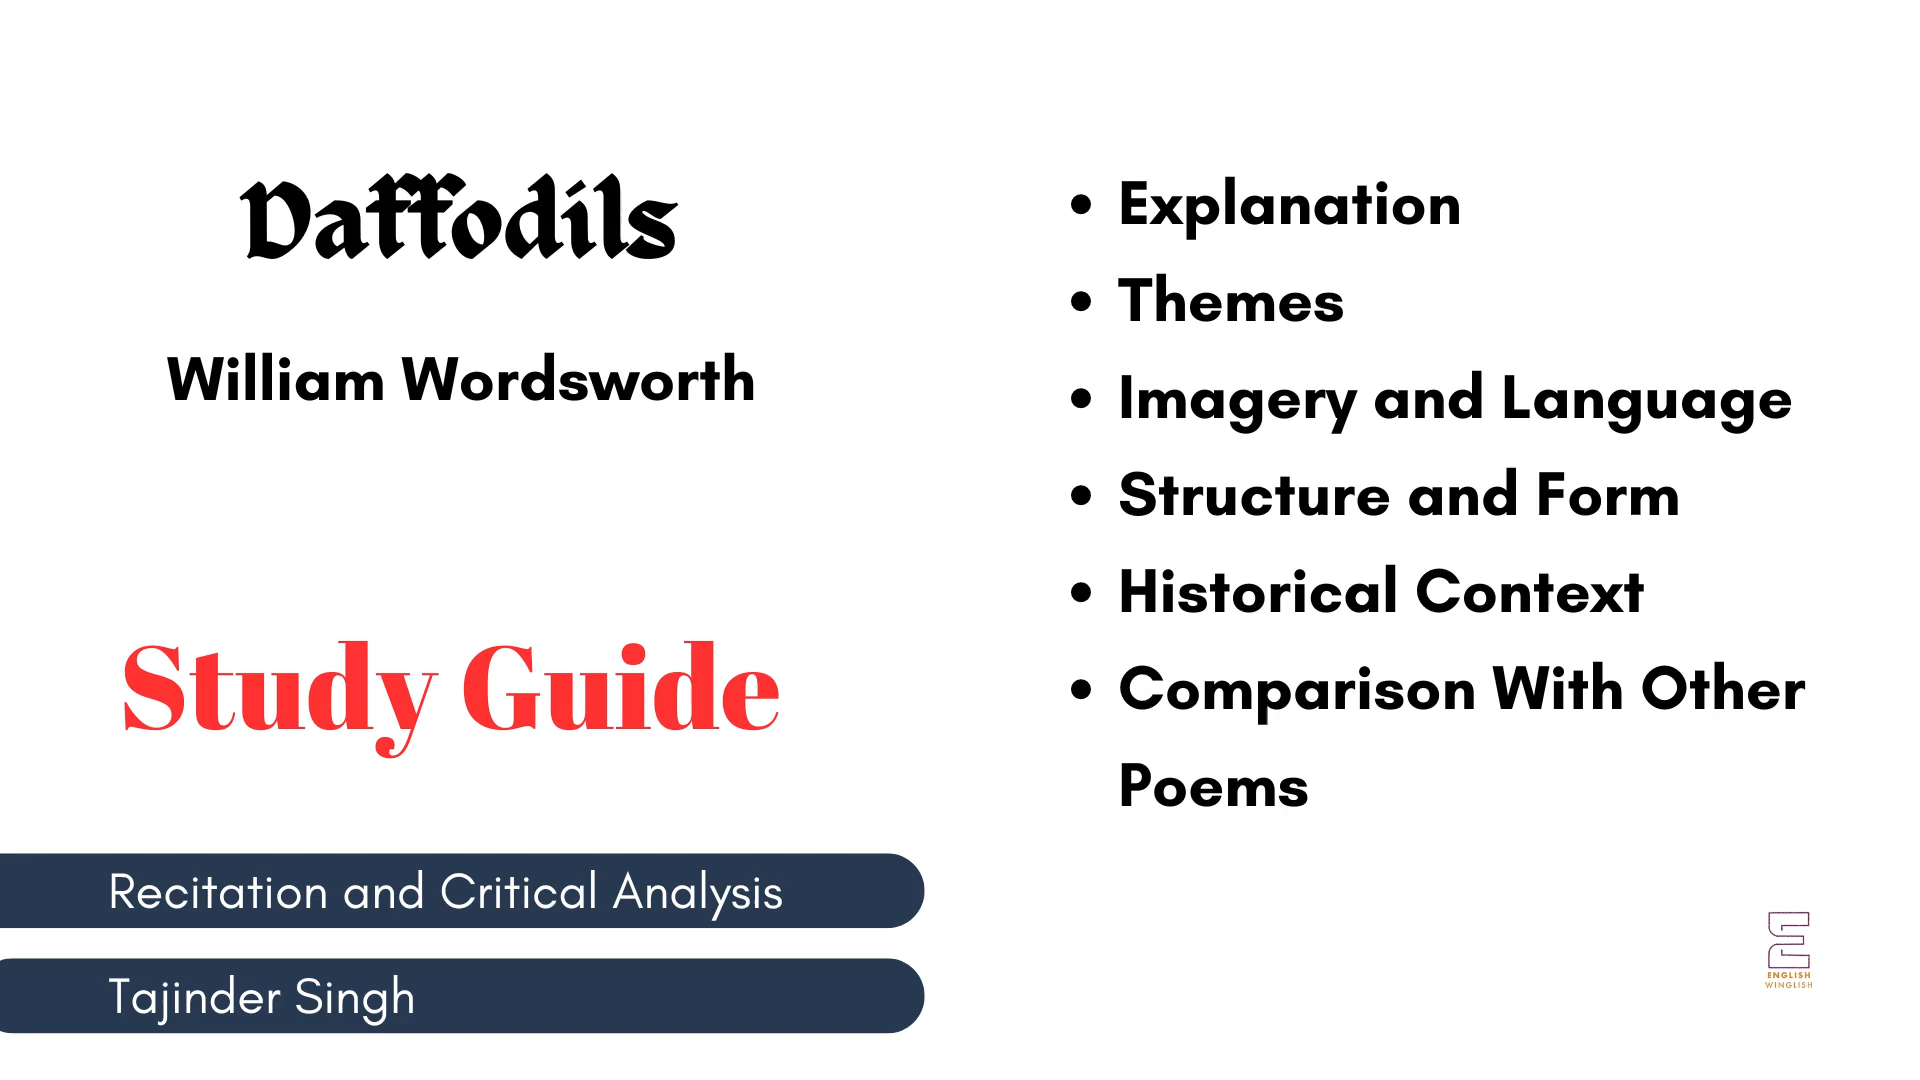 Daffodils
William Wordsworth
Study Guide
Recitation and Critical Analysis
Tajinder Singh
• Explanation
• Themes
• Imagery and Language
• Structure and Form
• Historical Context
• Comparison With Other
Poems
ENGLISH
WINGLISH